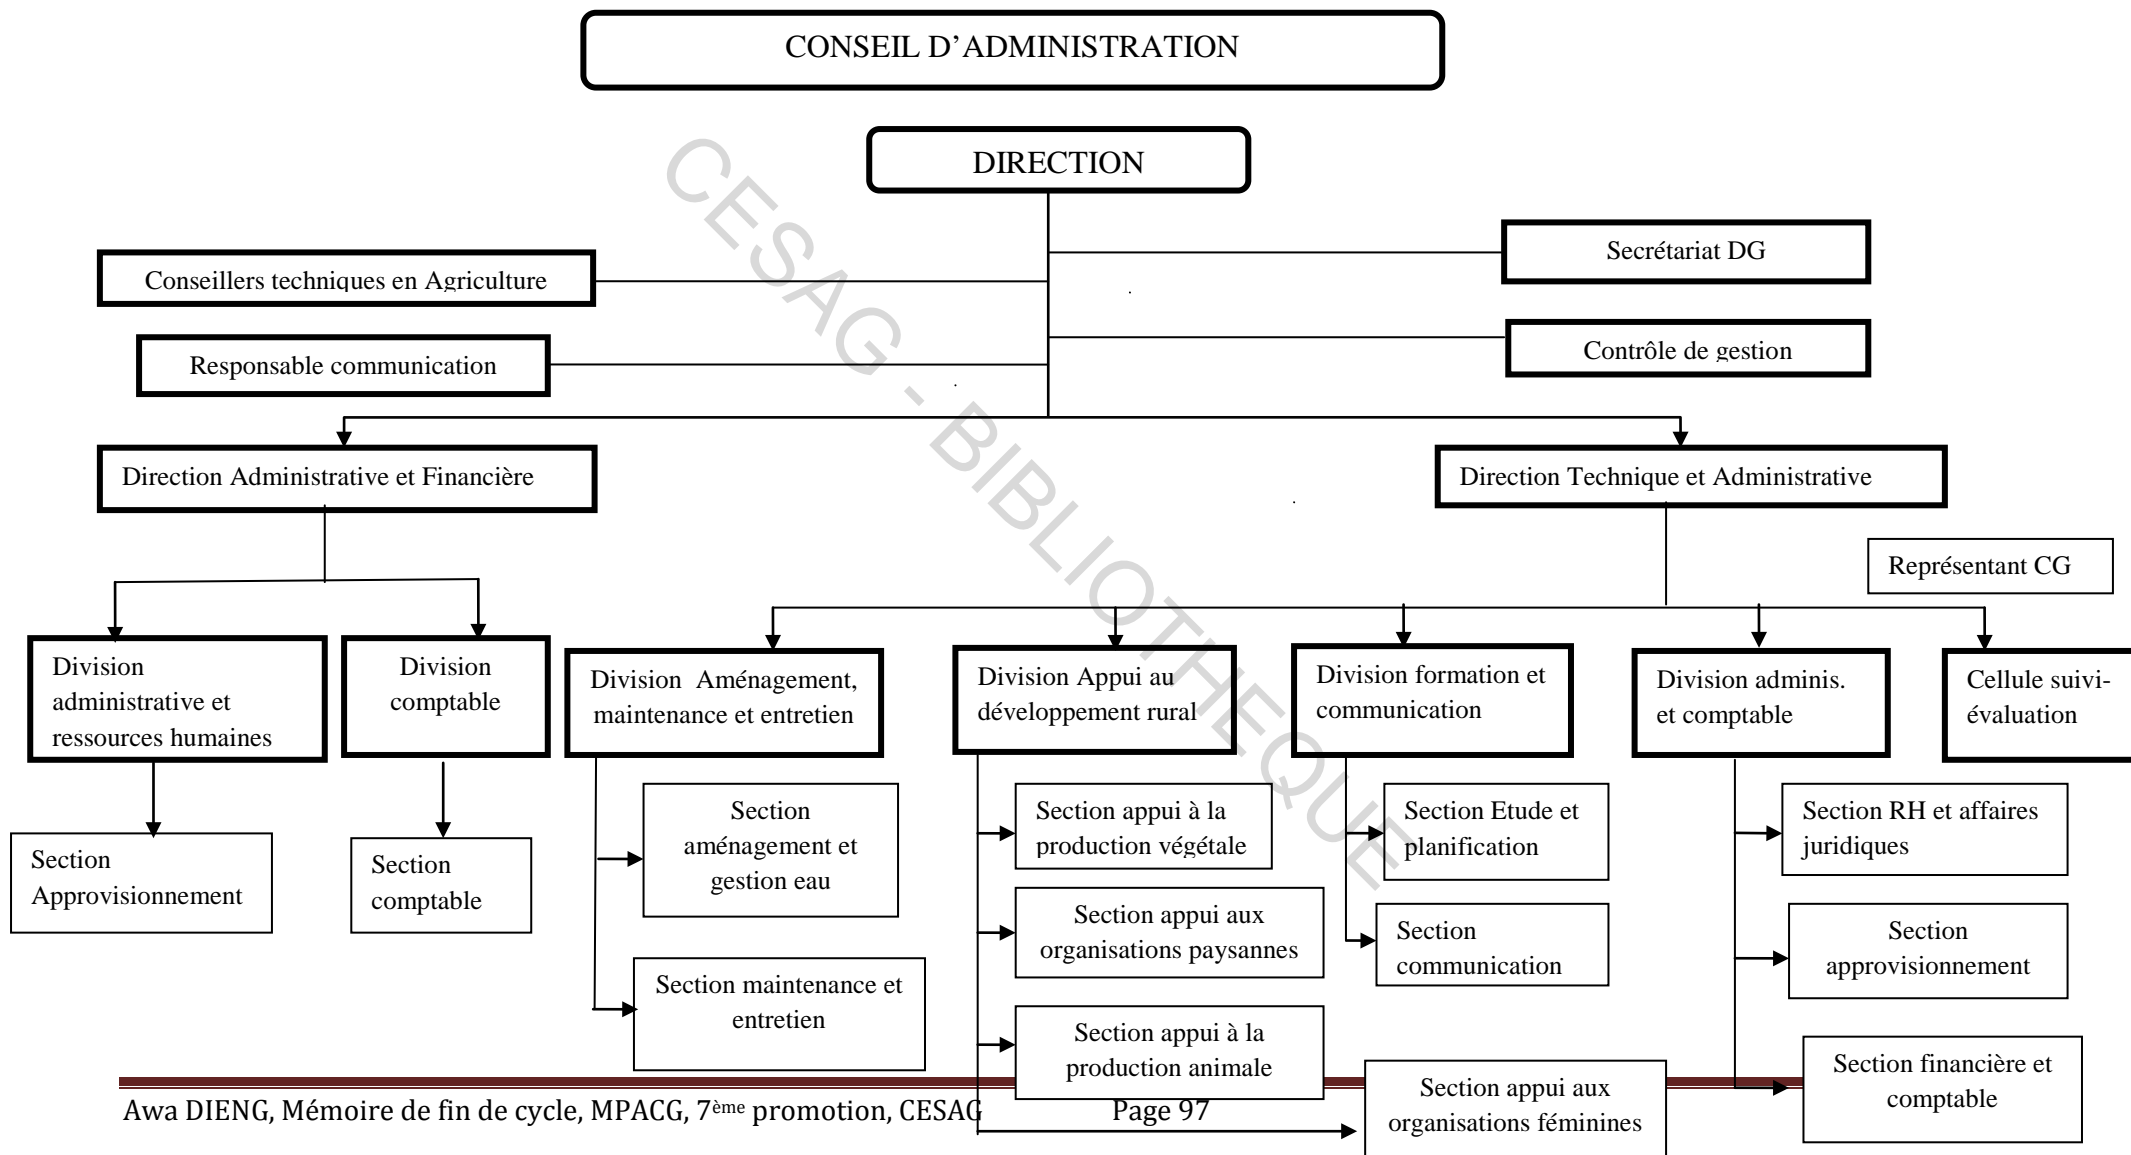 CONSEIL D’ADMINISTRATION
DIRECTION
Secrétariat DG
Conseillers techniques en Agriculture
Contrôle de gestion
Responsable communication
Direction Administrative et Financière
Direction Technique et Administrative
Représentant CG
Division
administrative et
ressources humaines
Division
comptable
Division Aménagement,
maintenance et entretien
Division Appui au
développement rural
Division formation et
communication
Division adminis.
et comptable
Cellule suivi-
évaluation
Section
Approvisionnement
Section
comptable
Section
aménagement et
gestion eau
Section maintenance et
entretien
Section appui à la
production végétale
Section appui aux
organisations paysannes
Section appui à la
production animale
Section appui aux
organisations féminines
Section Etude et
planification
Section
communication
Section RH et affaires
juridiques
Section
approvisionnement
Section financière et
comptable
CESAG - BIBLIOTHEQUE
Awa DIENG, Mémoire de fin de cycle, MPACG, 7ème promotion, CESAG Page 97